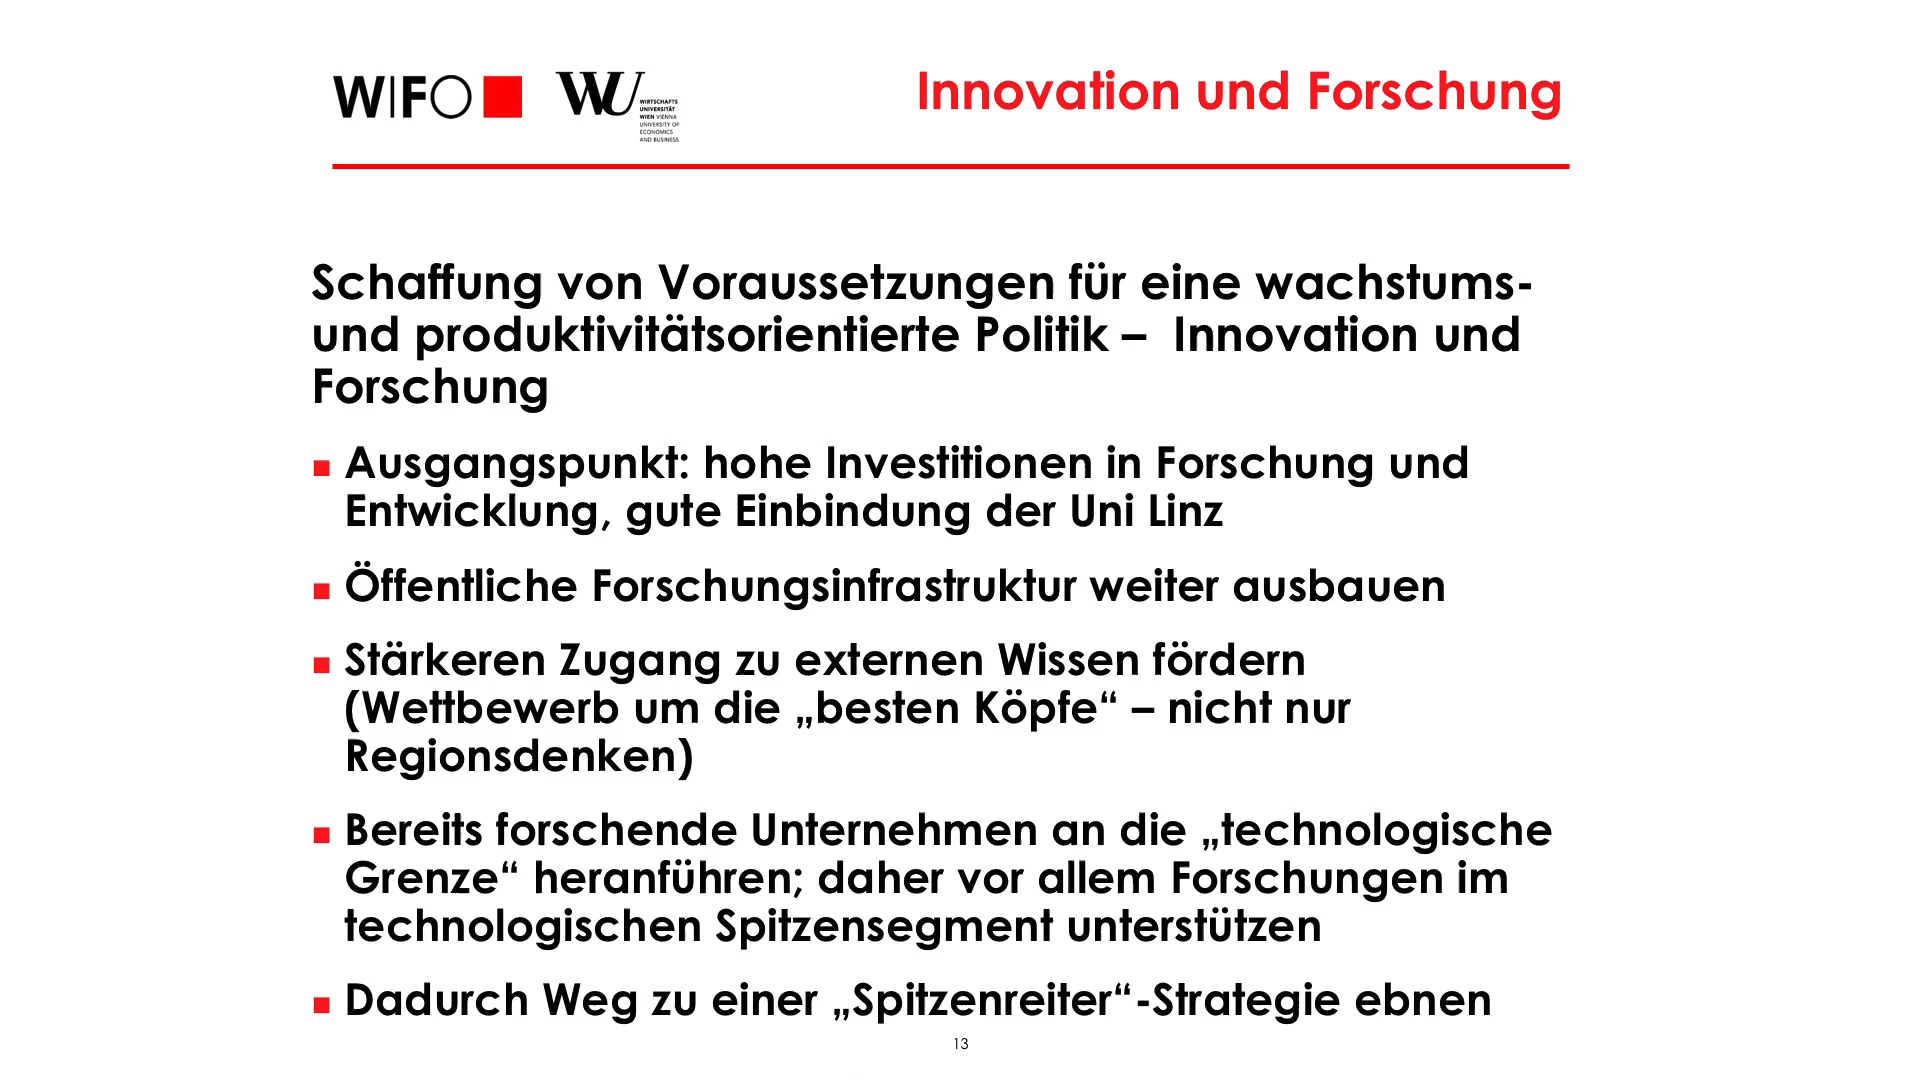 WIFO
WU
WIRTSCHAFTS
UNIVERSITÄT
WIEN VIENNA
UNIVERSITY OF
ECONOMICS
AND BUSINESS
Innovation und Forschung
Schaffung von Voraussetzungen für eine wachstums-
und produktivitätsorientierte Politik – Innovation und
Forschung
Ausgangspunkt: hohe Investitionen in Forschung und
Entwicklung, gute Einbindung der Uni Linz
Öffentliche Forschungsinfrastruktur weiter ausbauen
Stärkeren Zugang zu externen Wissen fördern
(Wettbewerb um die „besten Köpfe“ – nicht nur
Regionsdenken)
Bereits forschende Unternehmen an die „technologische
Grenze“ heranführen; daher vor allem Forschungen im
technologischen Spitzensegment unterstützen
Dadurch Weg zu einer „Spitzenreiter“-Strategie ebnen
13